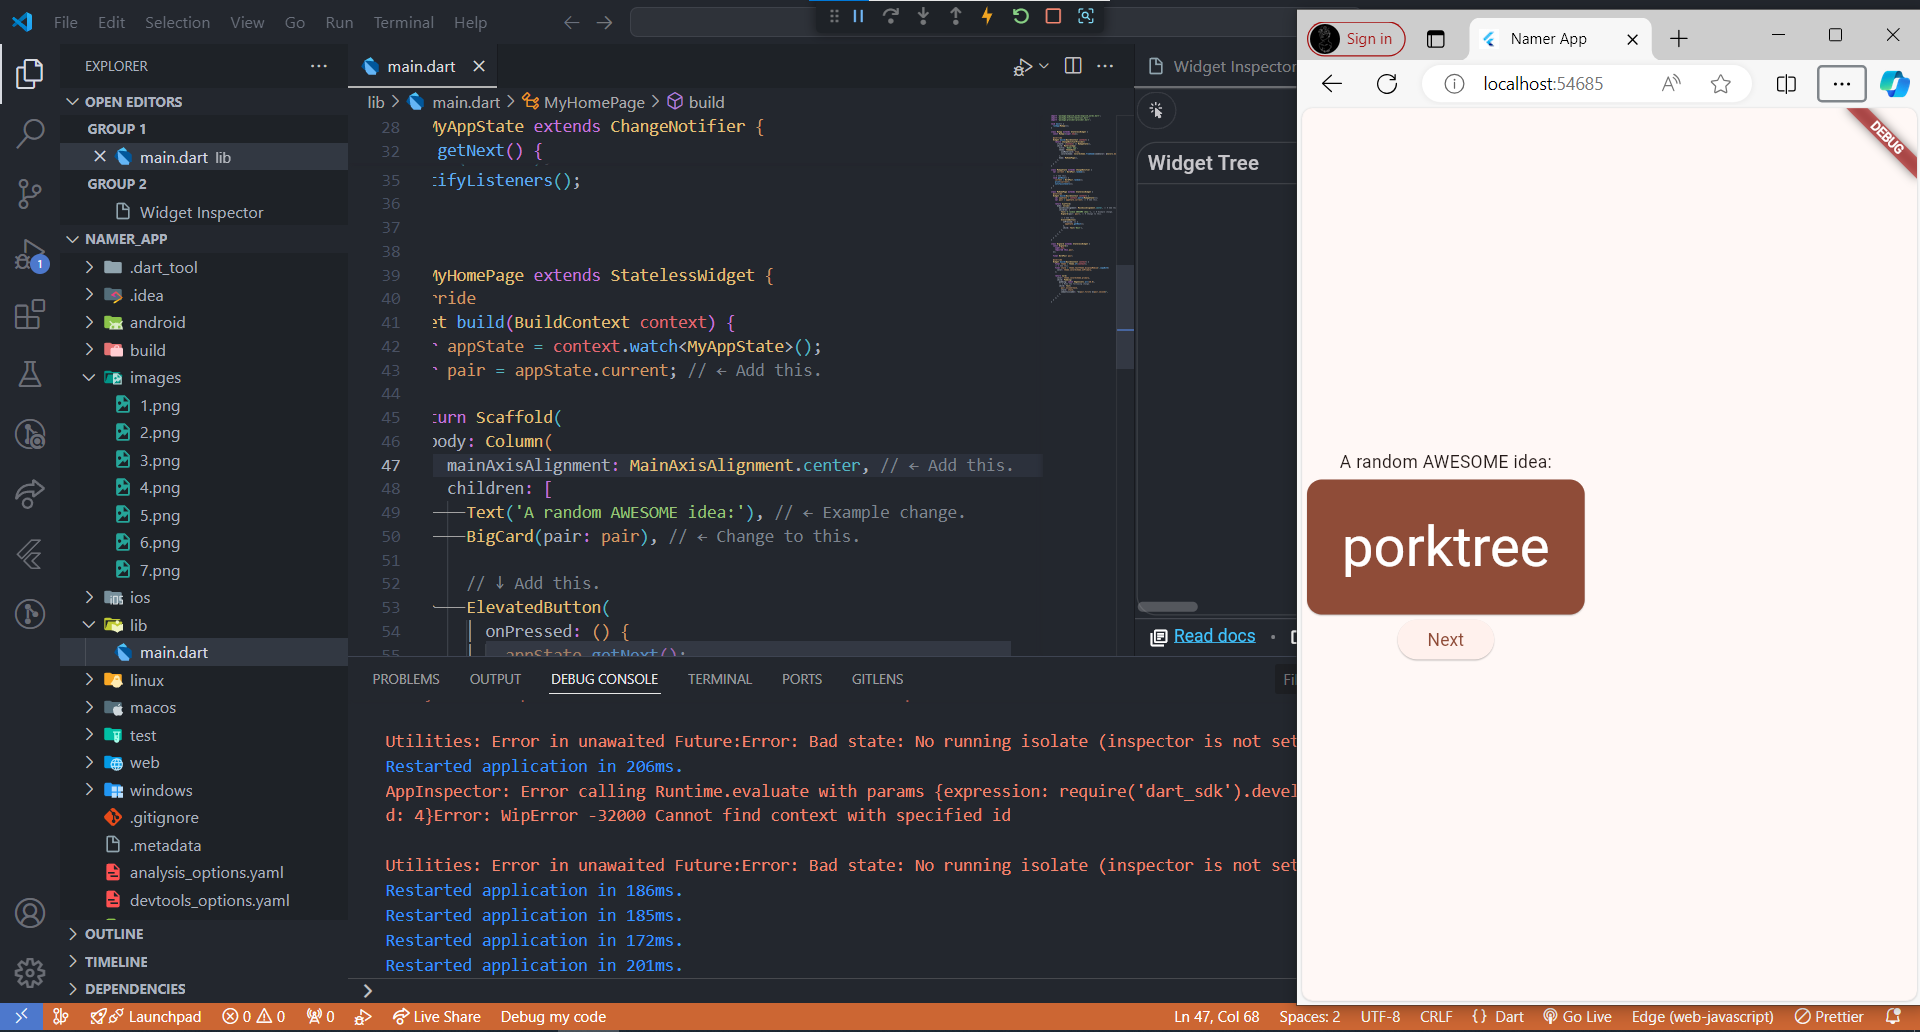 File Edit Selection View Go Run Terminal Help
EXPLORER
OPEN EDITORS
GROUP 1
main.dart lib
GROUP 2
Widget Inspector
NAMER_APP
.dart_tool
.idea
android
build
images
1.png
2.png
3.png
4.png
5.png
6.png
7.png
ios
lib
main.dart
linux
macos
test
web
windows
.gitignore
.metadata
analysis_options.yaml
devtools_options.yaml
OUTLINE
TIMELINE
DEPENDENCIES
main.dart
lib > main.dart > MyHomePage > build
28 MyAppState extends ChangeNotifier {
32 getNext() {
35 tifyListeners();
36
37
38
39 MyHomePage extends StatelessWidget {
40 rride
41 et build(BuildContext context) {
42 r appState = context.watch<MyAppState>();
43 r pair = appState.current; // ← Add this.
44
45 turn Scaffold(
46 body: Column(
47 mainAxisAlignment: MainAxisAlignment.center, // ← Add this.
48 children: [
49 Text('A random AWESOME idea:'), // ← Example change.
50 BigCard(pair: pair), // ← Change to this.
51
52 // ↓ Add this.
53 ElevatedButton(
54 onPressed: () {
55 appState.getNext();
Widget Inspector
Widget Tree
Read docs
PROBLEMS OUTPUT DEBUG CONSOLE TERMINAL PORTS GITLENS
Fi
Utilities: Error in unawaited Future:Error: Bad state: No running isolate (inspector is not set
Restarted application in 206ms.
AppInspector: Error calling Runtime.evaluate with params {expression: require('dart_sdk').devel
d: 4}Error: WipError -32000 Cannot find context with specified id
Utilities: Error in unawaited Future:Error: Bad state: No running isolate (inspector is not set
Restarted application in 186ms.
Restarted application in 185ms.
Restarted application in 172ms.
Restarted application in 201ms.
Sign in
Namer App
localhost:54685
DEBUG
A random AWESOME idea:
porktree
Next
1
Launchpad 0 0 0 Live Share Debug my code Ln 47, Col 68 Spaces: 2 UTF-8 CRLF {} Dart Go Live Edge (web-javascript) Prettier